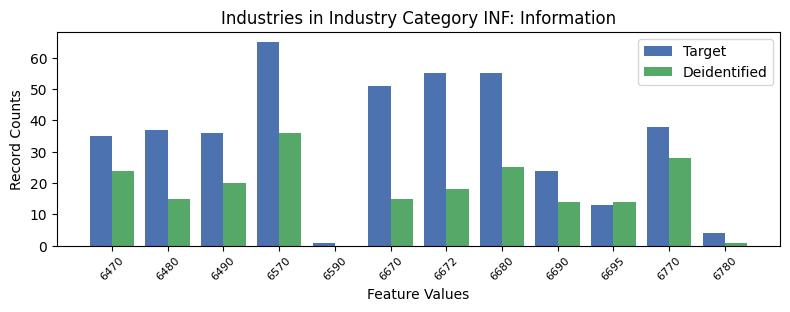 Industries in Industry Category INF: Information
Target
Deidentified
Record Counts
60
50
40
30
20
10
0
6470 6480 6490 6570 6590 6670 6672 6680 6690 6695 6770 6780
Feature Values